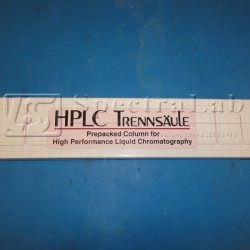 SPECTRALAB
HPLC TRENNSÄULE
Prepacked Column for
High Performance Liquid Chromatography